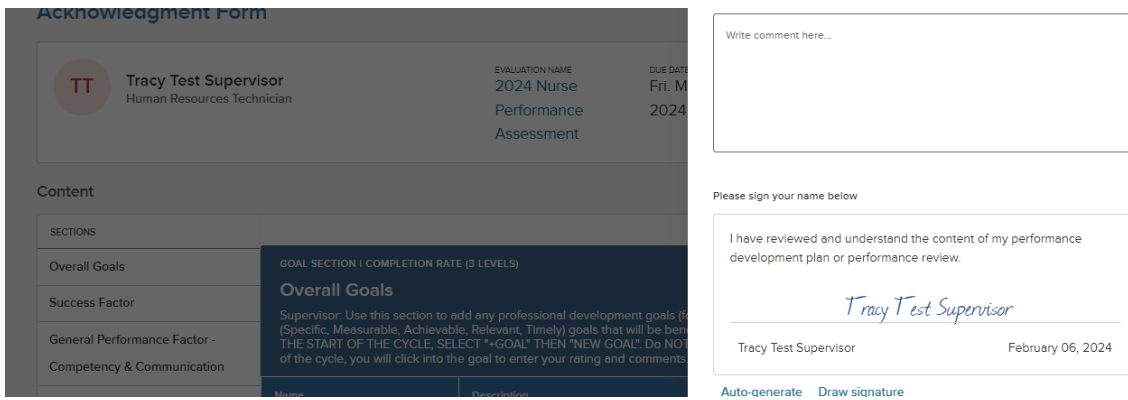 Acknowledgment Form
TT
Tracy Test Supervisor
Human Resources Technician
EVALUATION NAME
2024 Nurse
Performance
Assessment
DUE DATE
Fri. M
2024
Content
SECTIONS
Overall Goals
Success Factor
General Performance Factor -
Competency & Communication
GOAL SECTION | COMPLETION RATE (3 LEVELS)
Overall Goals
Supervisor: Use this section to add any professional development goals (fo
(Specific, Measurable, Achievable, Relevant, Timely) goals that will be ben
THE START OF THE CYCLE, SELECT "+GOAL" THEN "NEW GOAL". Do NOT
of the cycle, you will click into the goal to enter your rating and comments.
Name
Description
Write comment here...
Please sign your name below
I have reviewed and understand the content of my performance
development plan or performance review.
Tracy Test Supervisor
Tracy Test Supervisor
February 06, 2024
Auto-generate
Draw signature